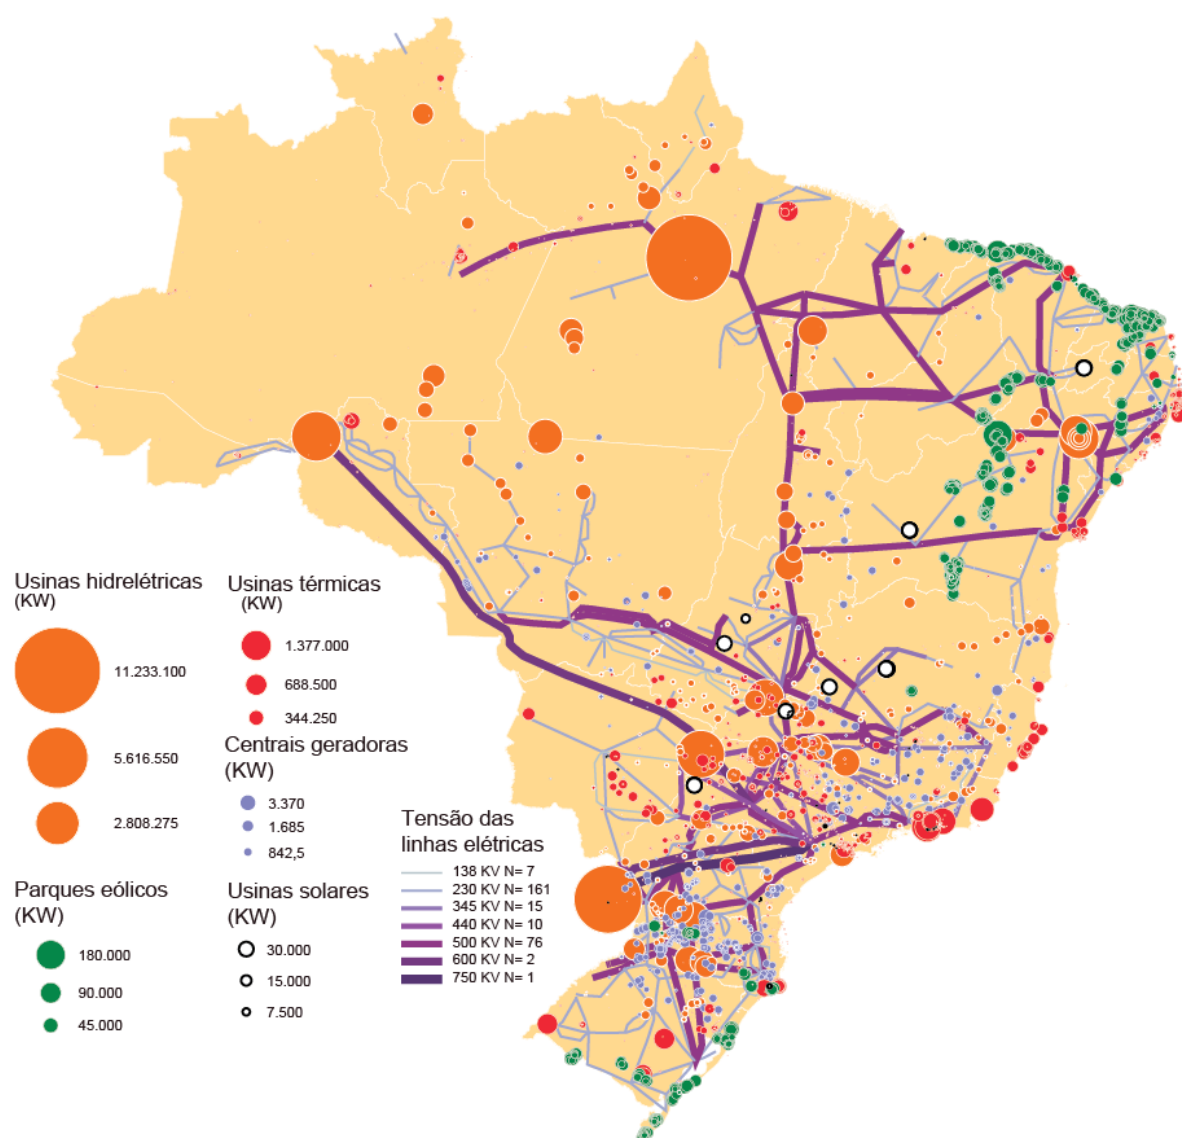 Usinas hidrelétricas
(KW)
11.233.100
5.616.550
2.808.275
Usinas térmicas
(KW)
1.377.000
688.500
344.250
Centrais geradoras
(KW)
3.370
1.685
842,5
Parques eólicos
(KW)
180.000
90.000
45.000
Usinas solares
(KW)
30.000
15.000
7.500
Tensão das
linhas elétricas
138 KV N= 7
230 KV N= 161
345 KV N= 15
440 KV N= 10
500 KV N= 76
600 KV N= 2
750 KV N= 1